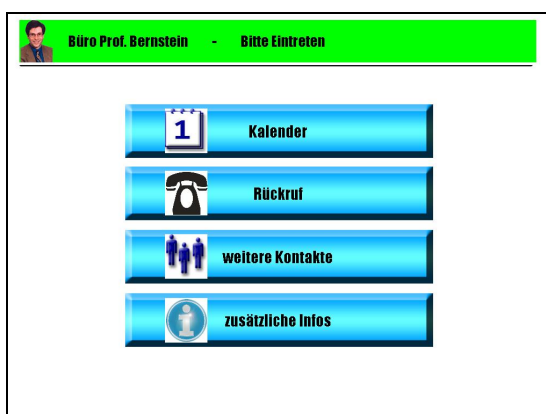 Büro Prof. Bernstein - Bitte Eintreten
1 Kalender
Rückruf
weitere Kontakte
zusätzliche Infos